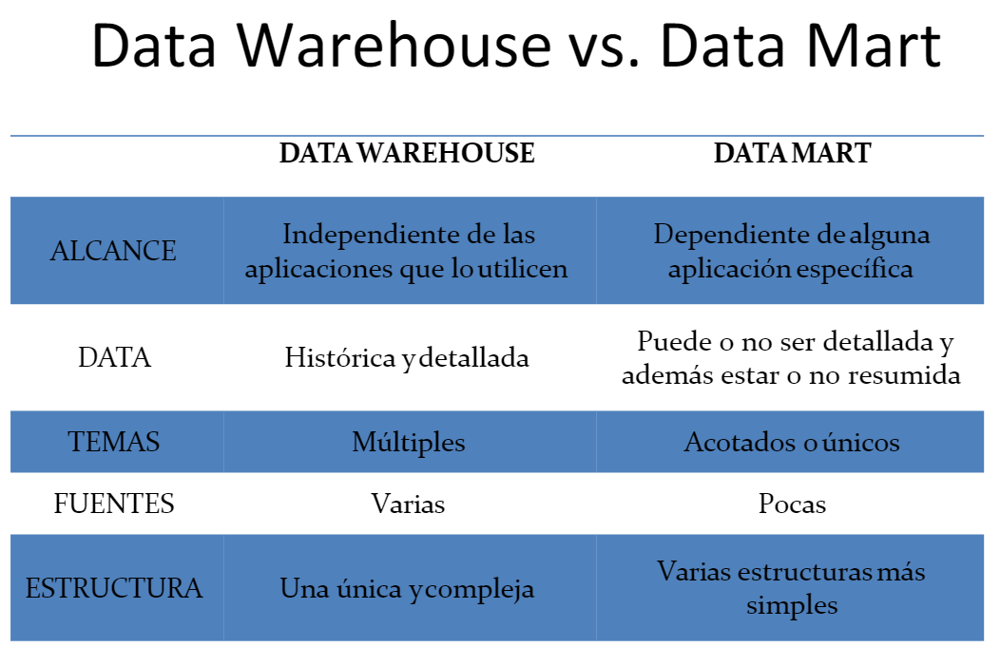 Data Warehouse vs. Data Mart
DATA WAREHOUSE DATA MART
ALCANCE
Independiente de las
aplicaciones que lo utilicen
Dependiente de alguna
aplicación específica
DATA
Histórica y detallada
Puede o no ser detallada y
además estar o no resumida
TEMAS
Múltiples
Acotados o únicos
FUENTES
Varias
Pocas
ESTRUCTURA
Una única y compleja
Varias estructuras más
simples